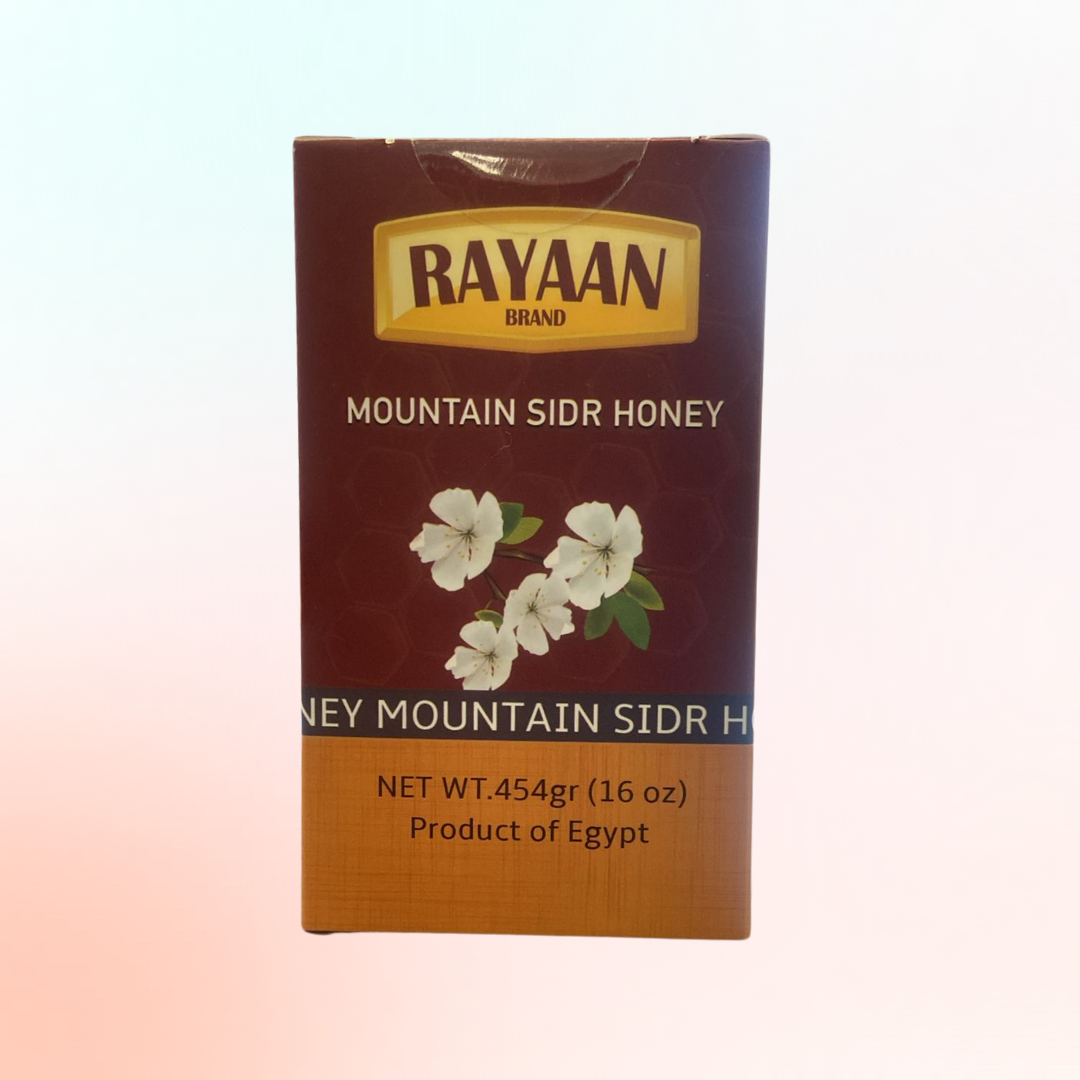 RAYAAN
BRAND
MOUNTAIN SIDR HONEY
NEY MOUNTAIN SIDR H
NET WT.454gr (16 oz)
Product of Egypt